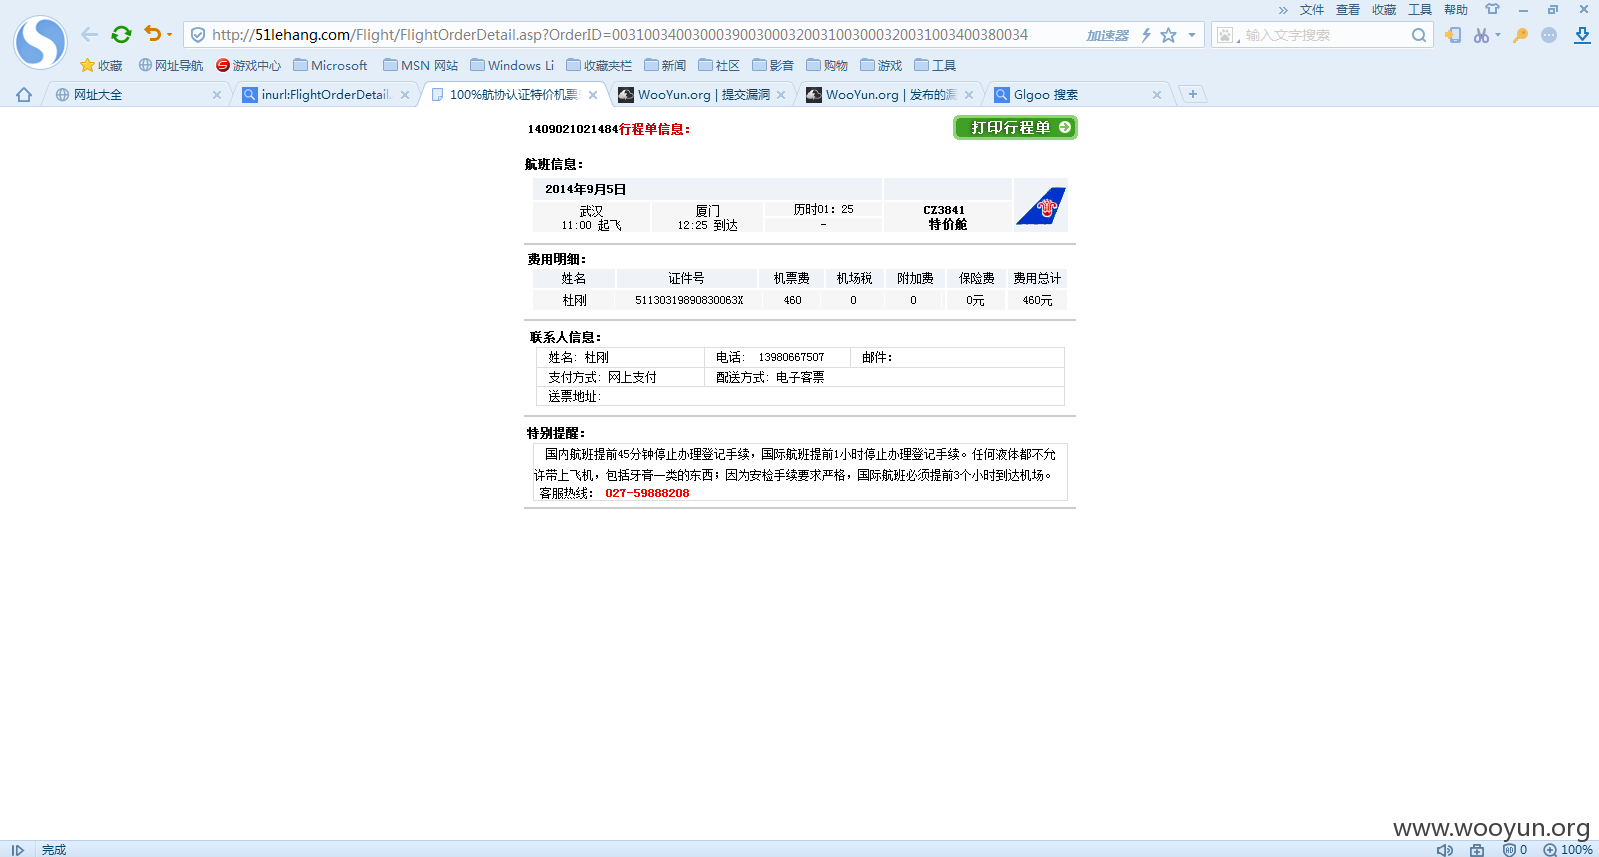 » 文件 查看 收藏 工具 帮助
http://51lehang.com/Flight/FlightOrderDetail.asp?OrderID=0031003400300039003000320031003000320031003400380034 加速器 输入文字搜索
收藏 网址导航 游戏中心 Microsoft MSN 网站 Windows Li 收藏夹栏 新闻 社区 影音 购物 游戏 工具
网址大全 inurl:FlightOrderDetail. 100%航协认证特价机票 WooYun.org | 提交漏洞 WooYun.org | 发布的漏 Glgoo 搜索
1409021021484行程单信息：
打印行程单
航班信息：
2014年9月5日
武汉 厦门 历时01：25 CZ3841
11:00 起飞 12:25 到达 - 特价舱
费用明细：
姓名 证件号 机票费 机场税 附加费 保险费 费用总计
杜刚 51130319890830063X 460 0 0 0元 460元
联系人信息：
姓名：杜刚 电话： 13980667507 邮件：
支付方式：网上支付 配送方式：电子客票
送票地址：
特别提醒：
国内航班提前45分钟停止办理登记手续，国际航班提前1小时停止办理登记手续。任何液体都不允
许带上飞机，包括牙膏一类的东西；因为安检手续要求严格，国际航班必须提前3个小时到达机场。
客服热线： 027-59888208
www.wooyun.org
完成 0 100%